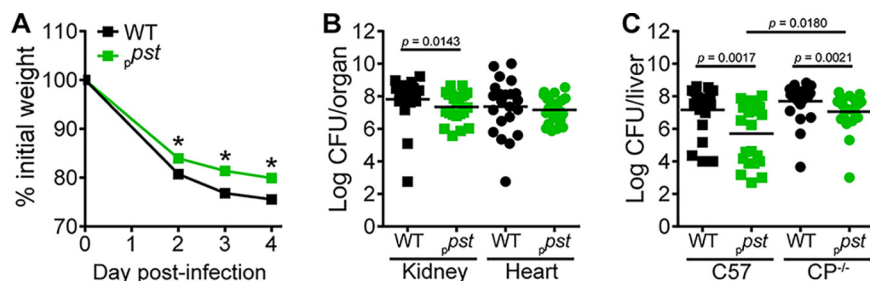 A
WT
ₚpst
% initial weight
100
90
80
70
* * *
0 1 2 3 4
Day post-infection
B
p = 0.0143
Log CFU/organ
12
10
8
6
4
2
0
WT ₚpst WT ₚpst
Kidney Heart
C
p = 0.0180
p = 0.0017 p = 0.0021
Log CFU/liver
12
10
8
6
4
2
0
WT ₚpst WT ₚpst
C57 CP-/-